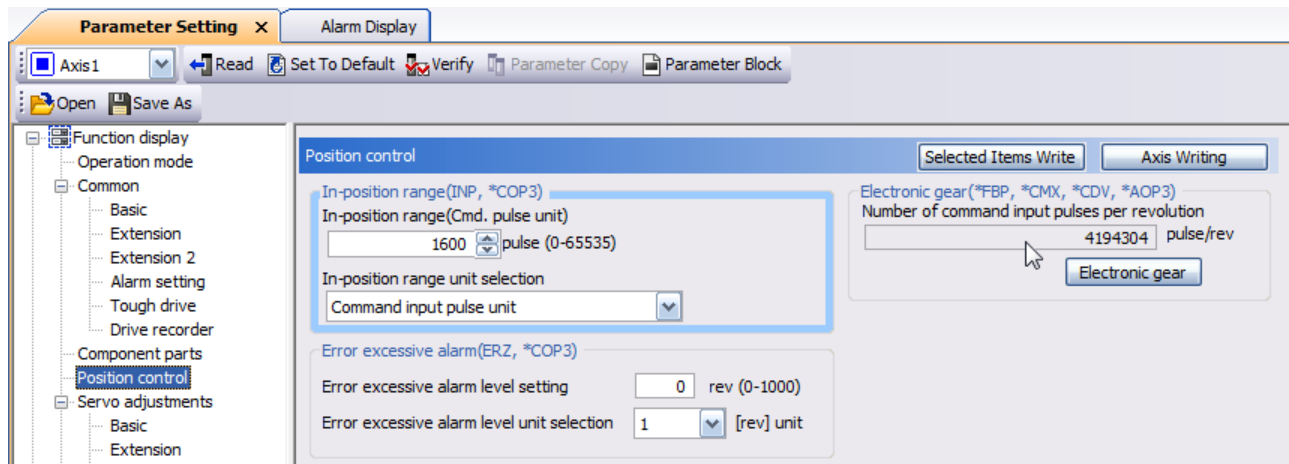 Parameter Setting X Alarm Display
Axis1 Read Set To Default Verify Parameter Copy Parameter Block
Open Save As
Function display
Operation mode
Common
Basic
Extension
Extension 2
Alarm setting
Tough drive
Drive recorder
Component parts
Position control
Servo adjustments
Basic
Extension
Position control Selected Items Write Axis Writing
In-position range(INP, *COP3)
In-position range(Cmd. pulse unit)
1600 pulse (0-65535)
In-position range unit selection
Command input pulse unit
Electronic gear(*FBP, *CMX, *CDV, *AOP3)
Number of command input pulses per revolution
4194304 pulse/rev
Electronic gear
Error excessive alarm(ERZ, *COP3)
Error excessive alarm level setting 0 rev (0-1000)
Error excessive alarm level unit selection 1 [rev] unit